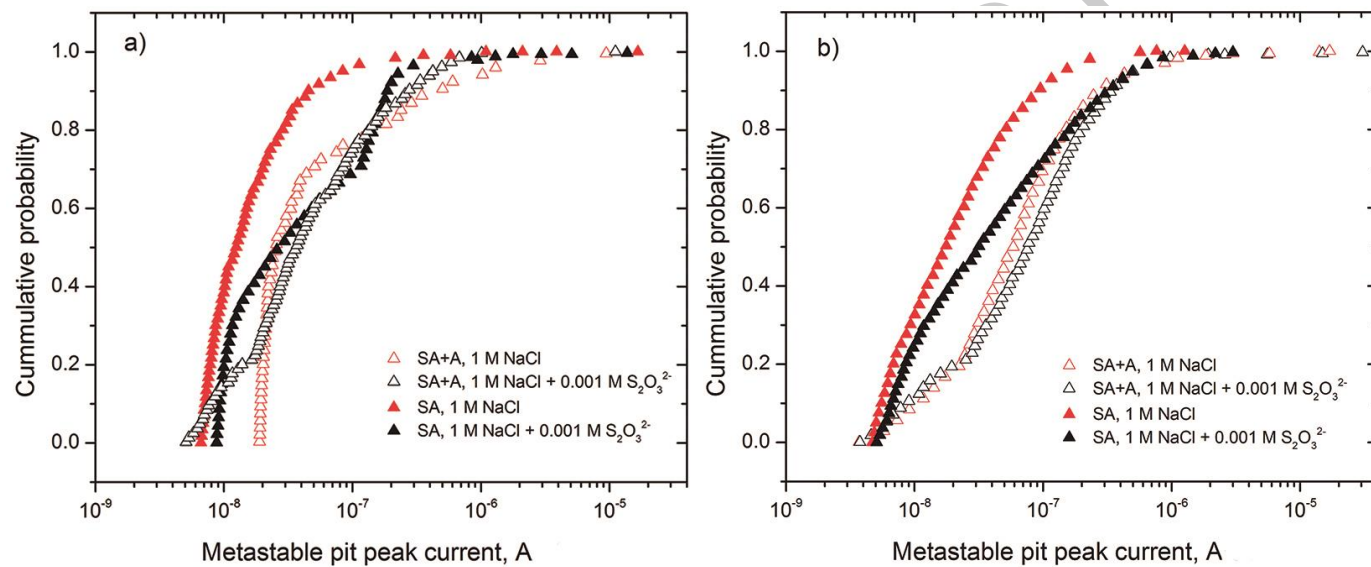 a)
1.0
0.8
0.6
0.4
0.2
0.0
Cummulative probability
SA+A, 1 M NaCl
SA+A, 1 M NaCl + 0.001 M S₂O₃²⁻
SA, 1 M NaCl
SA, 1 M NaCl + 0.001 M S₂O₃²⁻
10⁻⁹ 10⁻⁸ 10⁻⁷ 10⁻⁶ 10⁻⁵
Metastable pit peak current, A
b)
1.0
0.8
0.6
0.4
0.2
0.0
Cummulative probability
SA+A, 1 M NaCl
SA+A, 1 M NaCl + 0.001 M S₂O₃²⁻
SA, 1 M NaCl
SA, 1 M NaCl + 0.001 M S₂O₃²⁻
10⁻⁹ 10⁻⁸ 10⁻⁷ 10⁻⁶ 10⁻⁵
Metastable pit peak current, A